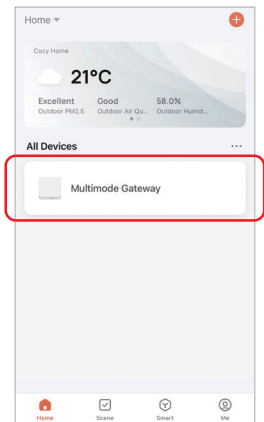 Home
Cozy Home
21°C
Excellent Good 58.0%
Outdoor PM2.5 Outdoor Air Qu... Outdoor Humid...
All Devices ...
Multimode Gateway
Home Scene Smart Me